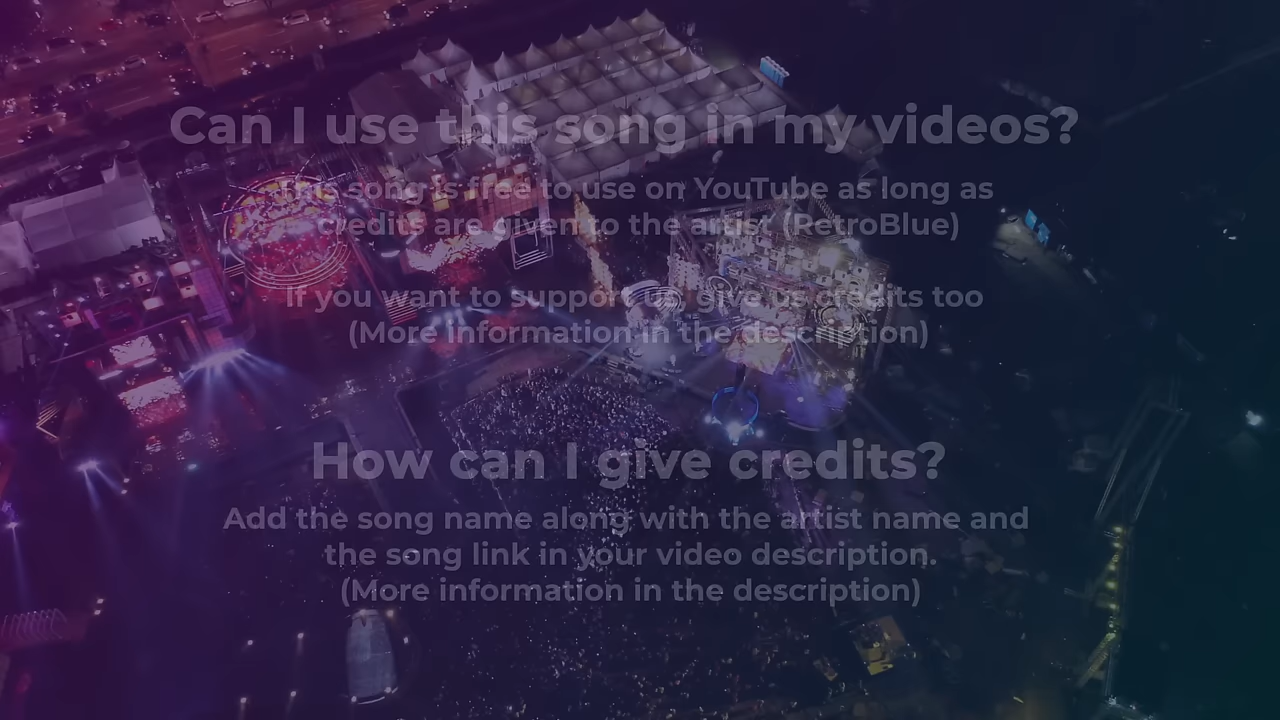 Can I use this song in my videos?
This song is free to use on YouTube as long as
credits are given to the artist (RetroBlue)
If you want to support us, give us credits too
(More information in the description)
How can I give credits?
Add the song name along with the artist name and
the song link in your video description.
(More information in the description)